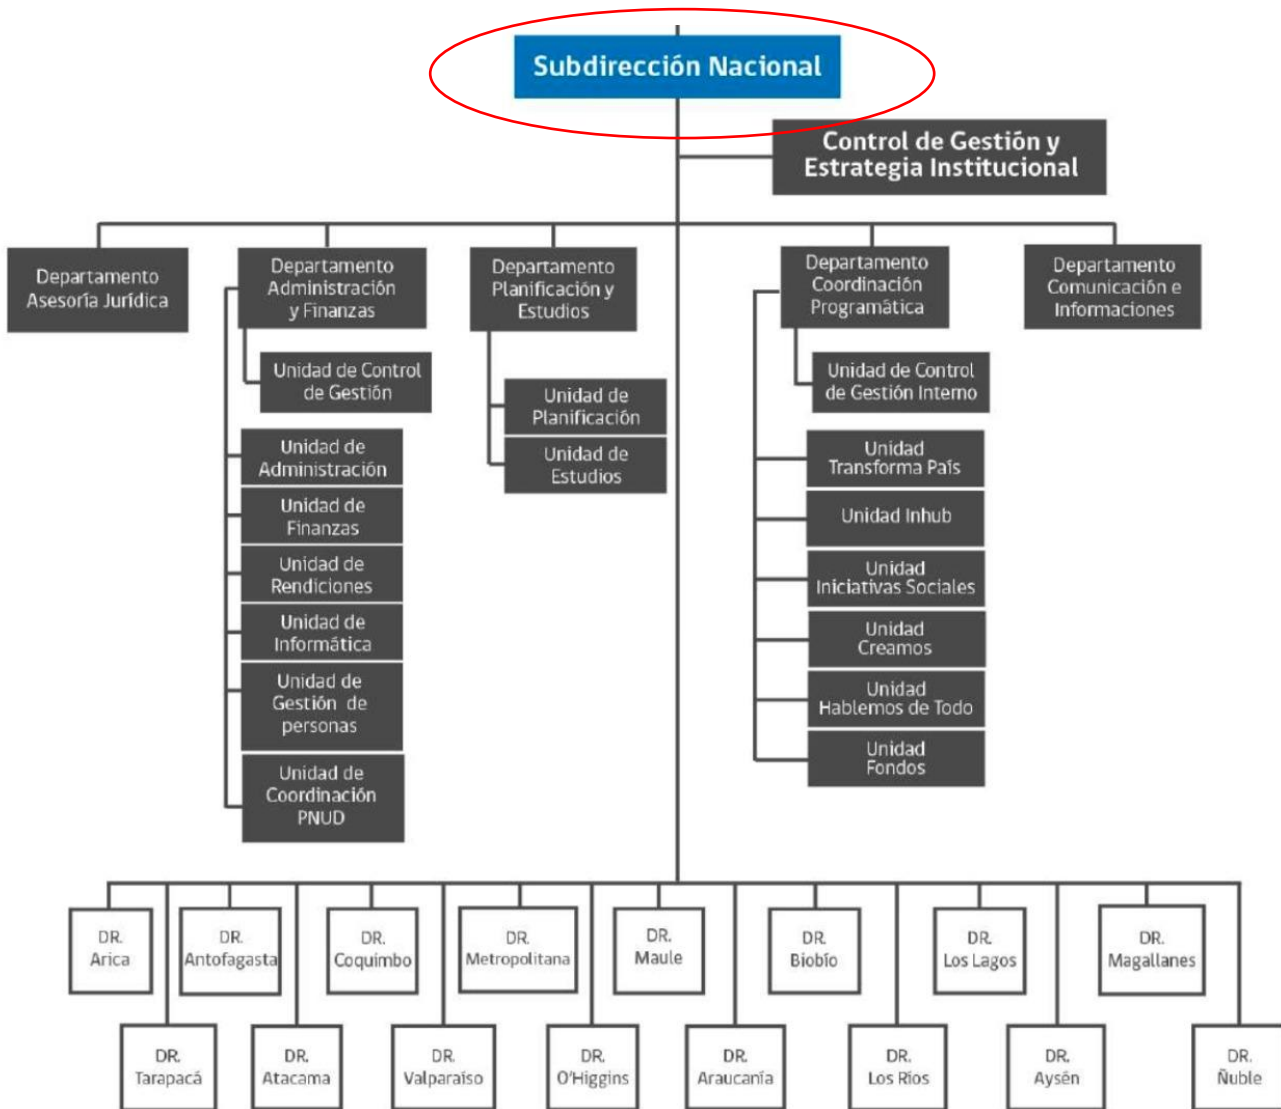 Subdirección Nacional
Control de Gestión y
Estrategia Institucional
Departamento
Asesoría Jurídica
Departamento
Administración
y Finanzas
Departamento
Planificación y
Estudios
Departamento
Coordinación
Programática
Departamento
Comunicación e
Informaciones
Unidad de Control
de Gestión
Unidad de
Administración
Unidad de
Finanzas
Unidad de
Rendiciones
Unidad de
Informática
Unidad de
Gestión de
personas
Unidad de
Coordinación
PNUD
Unidad de
Planificación
Unidad de
Estudios
Unidad de Control
de Gestión Interno
Unidad
Transforma País
Unidad Inhub
Unidad
Iniciativas Sociales
Unidad
Creamos
Unidad
Hablemos de Todo
Unidad
Fondos
DR.
Arica
DR.
Antofagasta
DR.
Coquimbo
DR.
Metropolitana
DR.
Maule
DR.
Biobío
DR.
Los Lagos
DR.
Magallanes
DR.
Tarapacá
DR.
Atacama
DR.
Valparaíso
DR.
O'Higgins
DR.
Araucanía
DR.
Los Ríos
DR.
Aysén
DR.
Ñuble